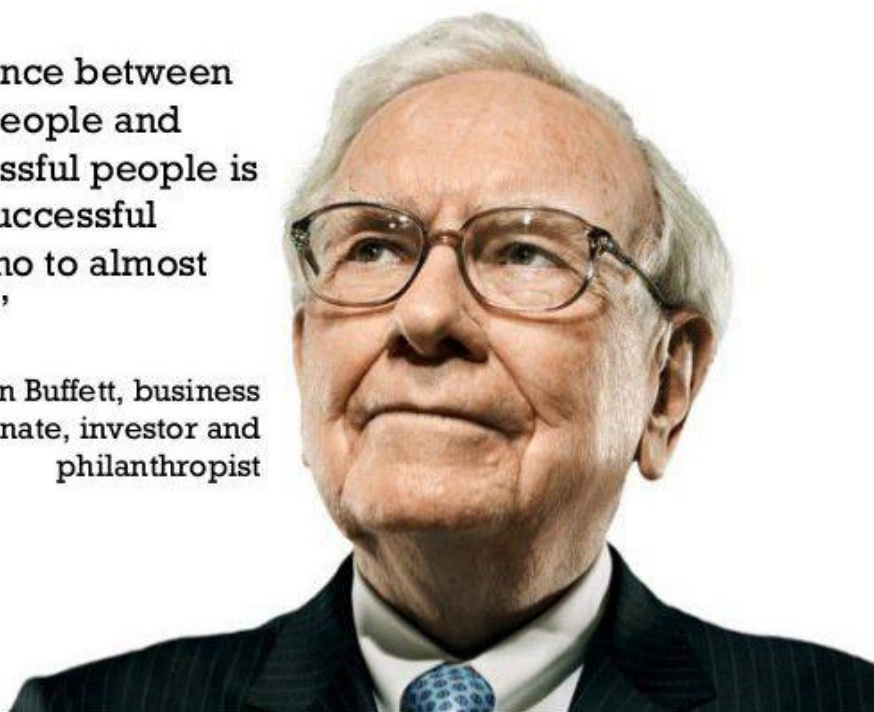 nce between
eople and
ssful people is
uccessful
no to almost
”
n Buffett, business
nate, investor and
philanthropist